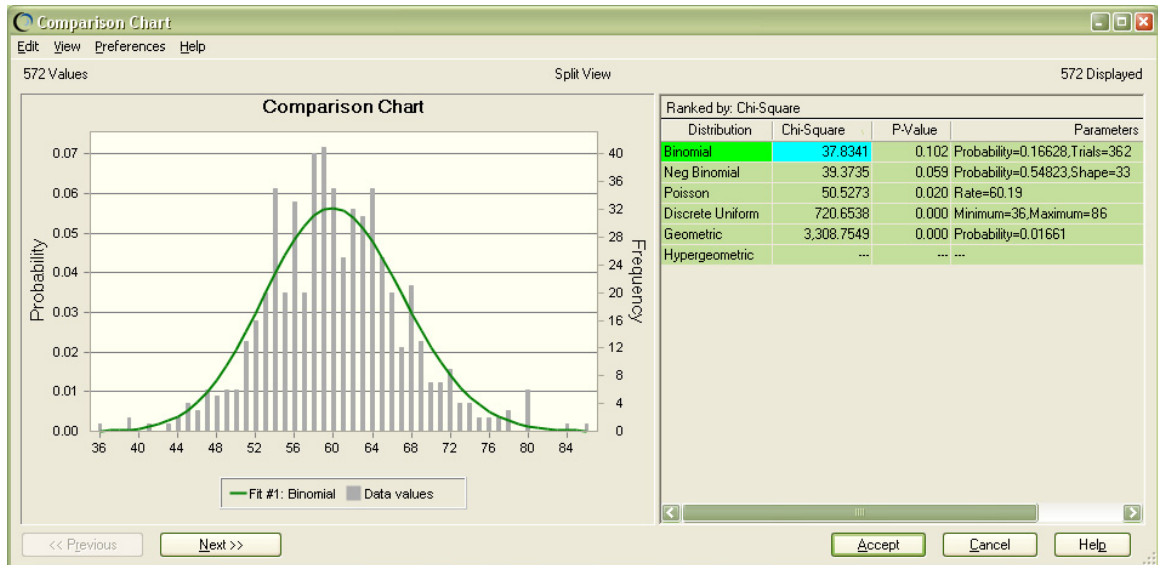 Comparison Chart
Edit View Preferences Help
572 Values Split View 572 Displayed
Comparison Chart
Probability
0.07
0.06
0.05
0.04
0.03
0.02
0.01
0.00
40
36
32
28
24
20
16
12
8
4
0
Frequency
36 40 44 48 52 56 60 64 68 72 76 80 84
Fit #1: Binomial Data values
Ranked by: Chi-Square
Distribution Chi-Square P-Value Parameters
Binomial 37.8341 0.102 Probability=0.16628,Trials=362
Neg Binomial 39.3735 0.059 Probability=0.54823,Shape=33
Poisson 50.5273 0.020 Rate=60.19
Discrete Uniform 720.6538 0.000 Minimum=36,Maximum=86
Geometric 3,308.7549 0.000 Probability=0.01661
Hypergeometric --- --- ---
<< Previous Next >> Accept Cancel Help